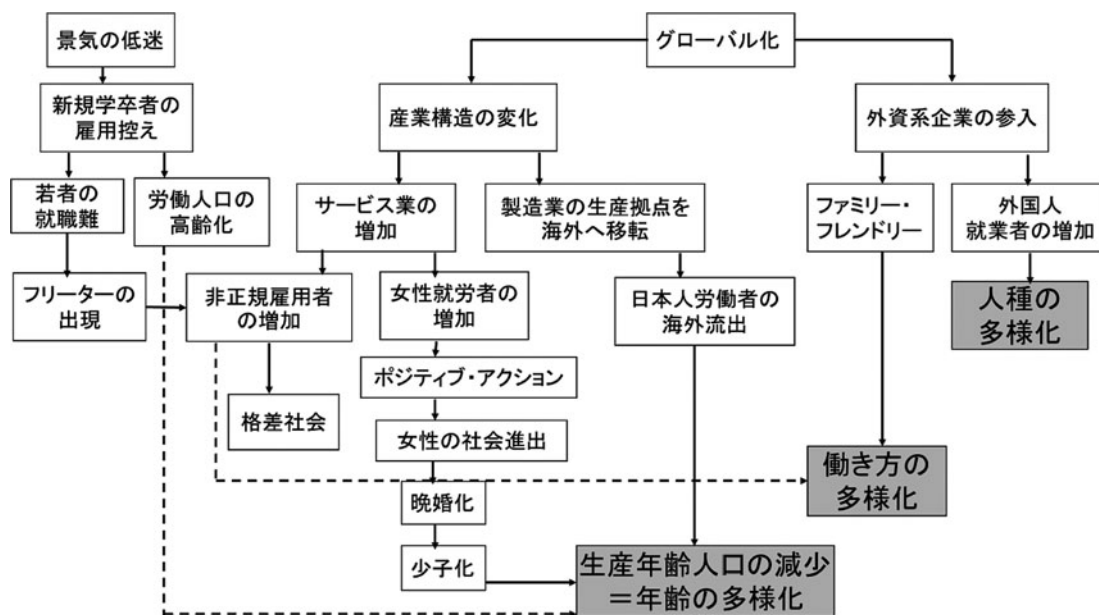 景気の低迷
グローバル化
新規学卒者の
雇用控え
産業構造の変化
外資系企業の参入
若者の
就職難
労働人口の
高齢化
サービス業の
増加
製造業の生産拠点を
海外へ移転
ファミリー・
フレンドリー
外国人
就業者の増加
フリーターの
出現
非正規雇用者
の増加
女性就労者の
増加
日本人労働者の
海外流出
人種の
多様化
ポジティブ・アクション
格差社会
女性の社会進出
働き方の
多様化
晩婚化
少子化
生産年齢人口の減少
＝年齢の多様化